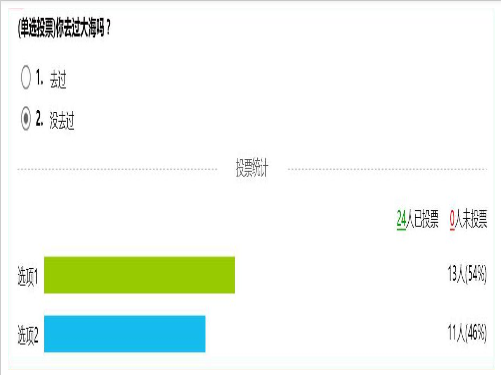 (单选投票)你去过大海吗？
1. 去过
2. 没去过
投票统计
24人已投票 0人未投票
选项1 13人(54%)
选项2 11人(46%)